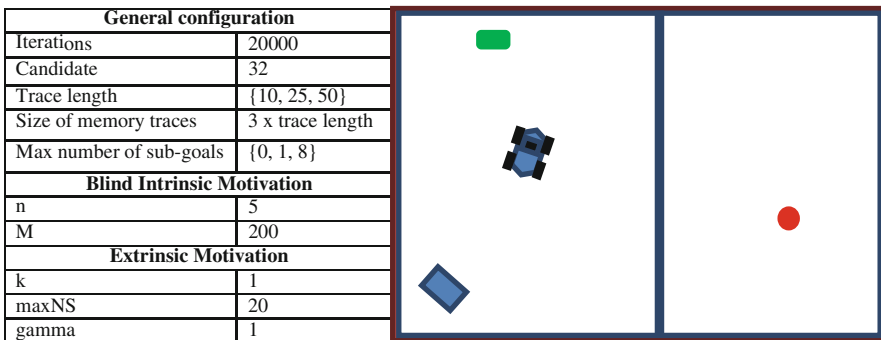 General configuration
Iterations 20000
Candidate 32
Trace length {10, 25, 50}
Size of memory traces 3 x trace length
Max number of sub-goals {0, 1, 8}
Blind Intrinsic Motivation
n 5
M 200
Extrinsic Motivation
k 1
maxNS 20
gamma 1